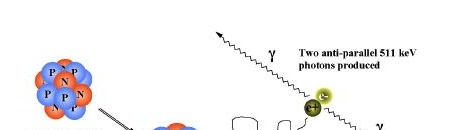 γ
Two anti-parallel 511 keV
photons produced
P P
N
P N
P
N P
γ